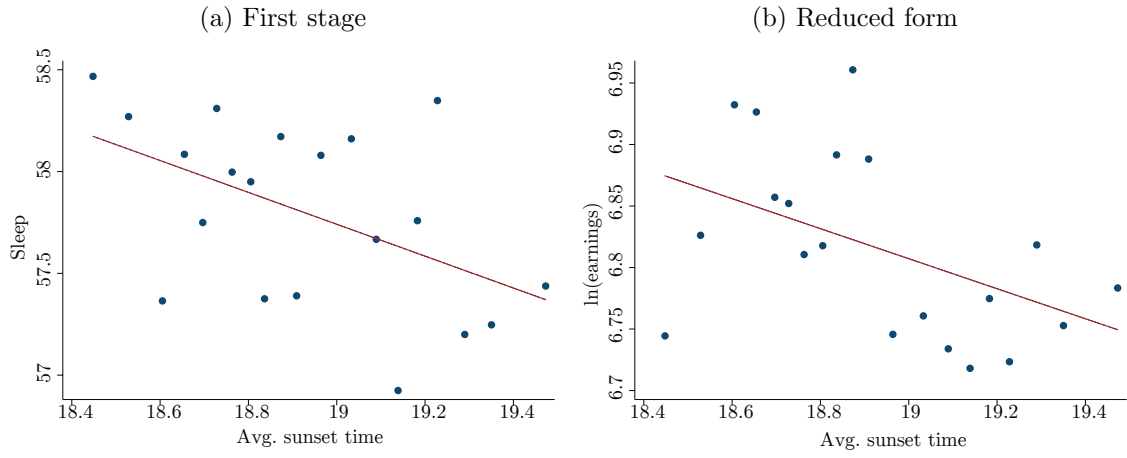 (a) First stage
58.5
58
57.5
57
Sleep
18.4 18.6 18.8 19 19.2 19.4
Avg. sunset time
(b) Reduced form
6.95
6.9
6.85
6.8
6.75
6.7
ln(earnings)
18.4 18.6 18.8 19 19.2 19.4
Avg. sunset time